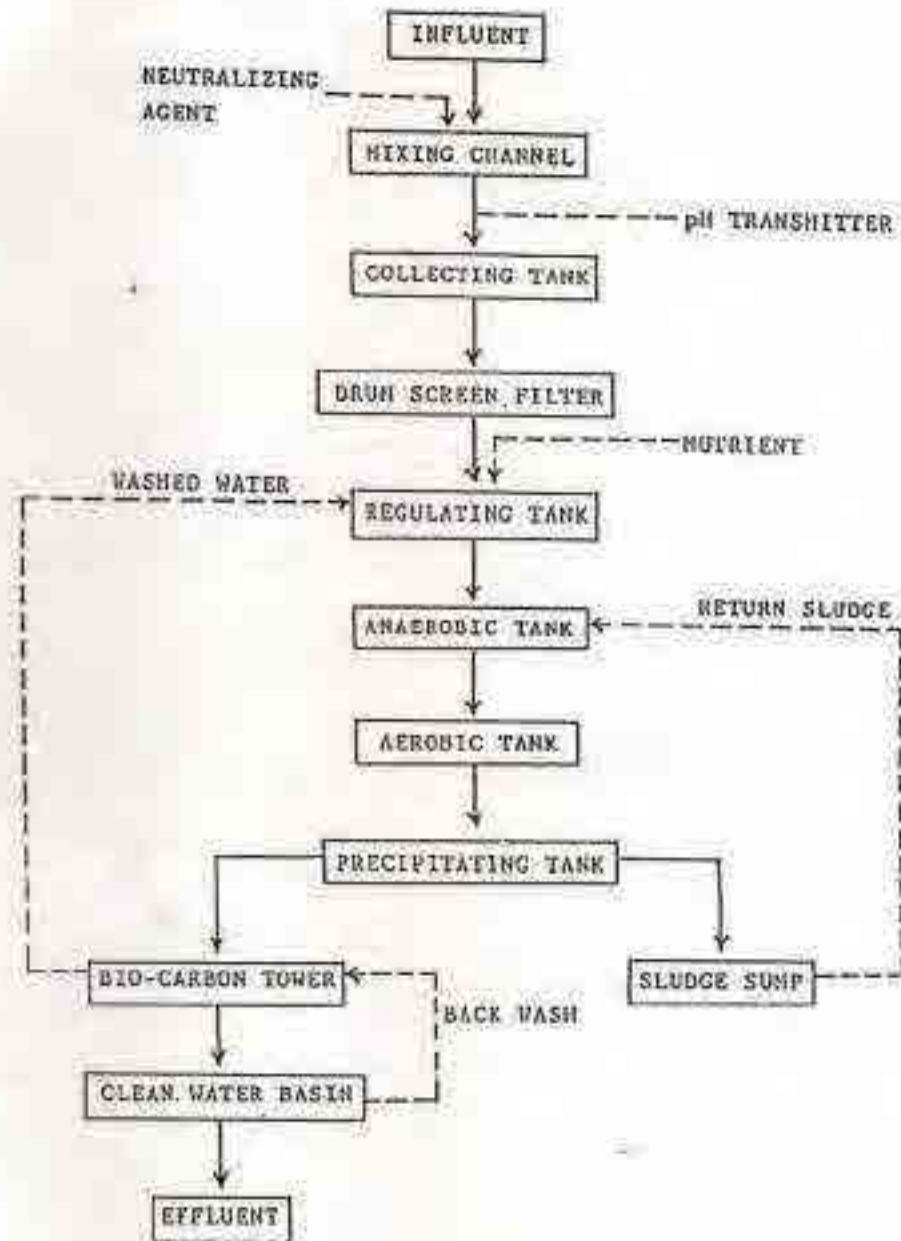 INFLUENT
NEUTRALIZING
AGENT
MIXING CHANNEL
pH TRANSMITTER
COLLECTING TANK
DRUM SCREEN FILTER
NUTRIENT
WASHED WATER
REGULATING TANK
RETURN SLUDGE
ANAEROBIC TANK
AEROBIC TANK
PRECIPITATING TANK
BIO-CARBON TOWER
SLUDGE SUMP
BACK WASH
CLEAN WATER BASIN
EFFLUENT